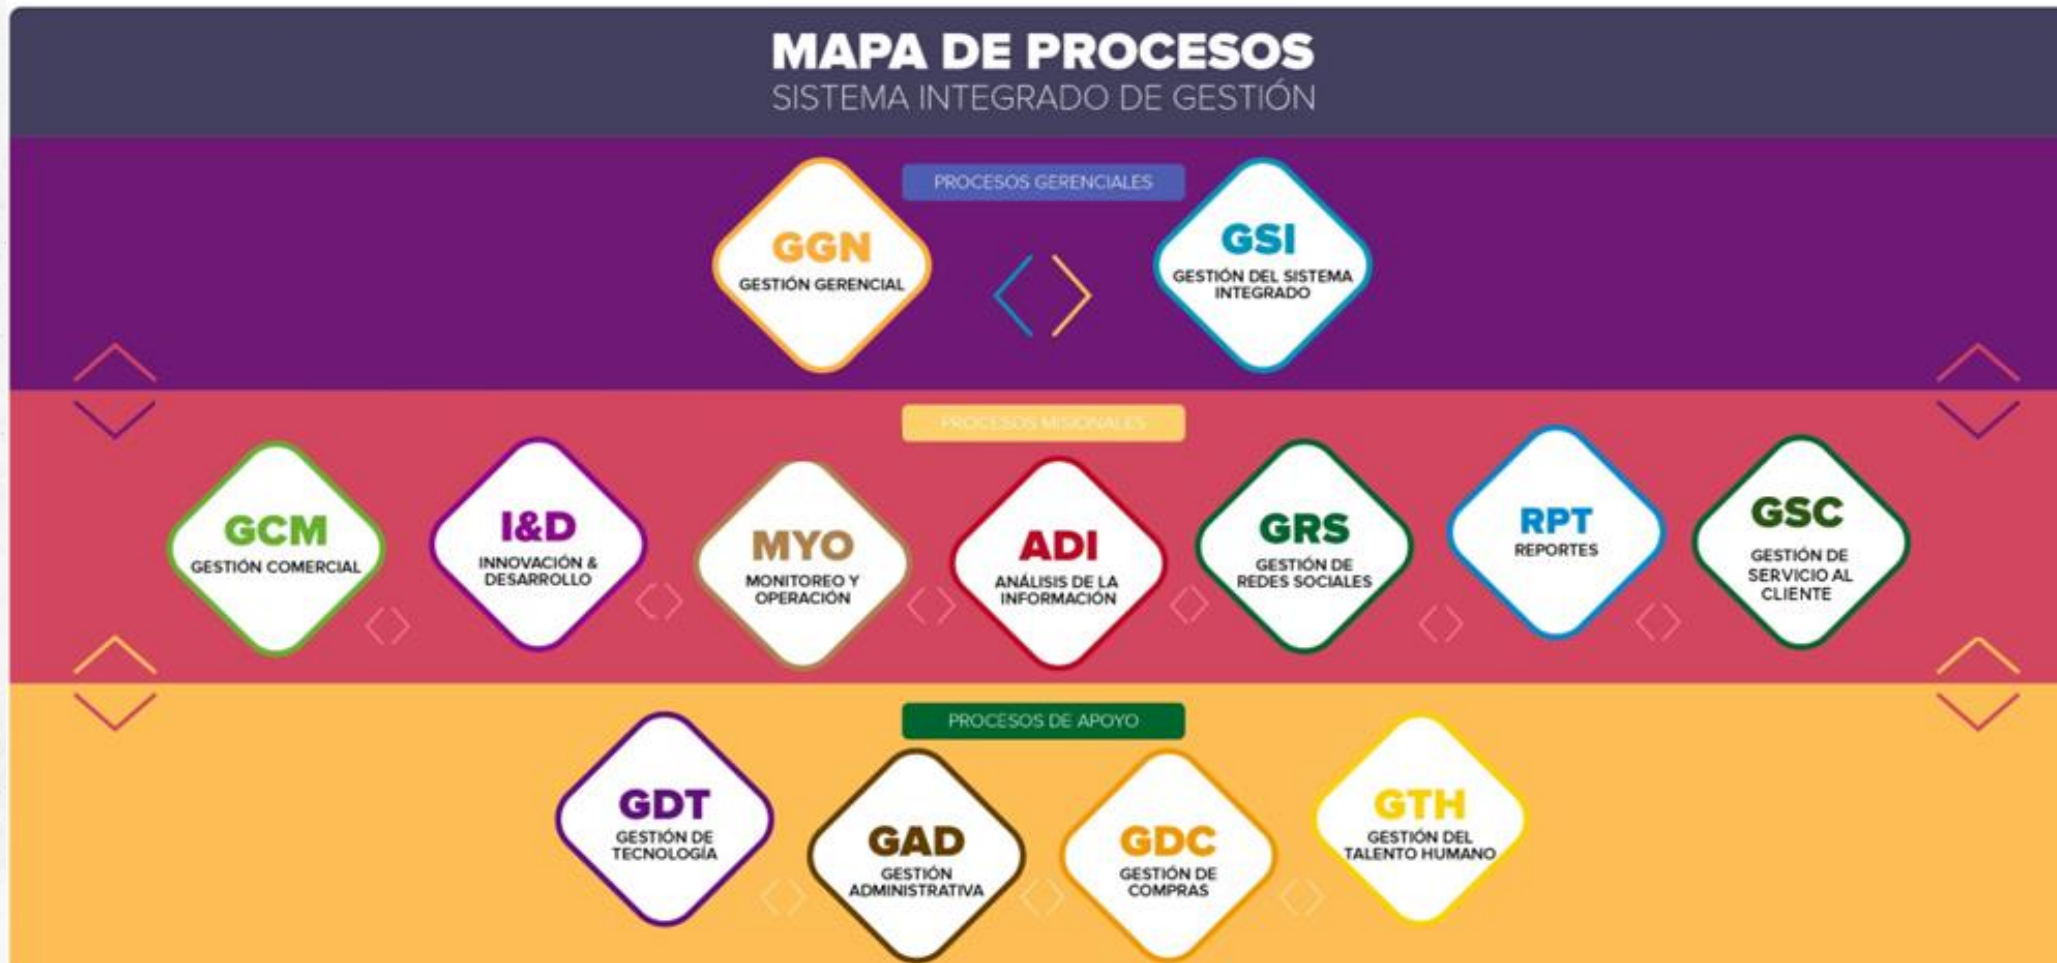 MAPA DE PROCESOS
SISTEMA INTEGRADO DE GESTIÓN
PROCESOS GERENCIALES
GGN
GESTIÓN GERENCIAL
GSI
GESTIÓN DEL SISTEMA
INTEGRADO
PROCESOS MISIONALES
GCM
GESTIÓN COMERCIAL
I&D
INNOVACIÓN &
DESARROLLO
MYO
MONITOREO Y
OPERACIÓN
ADI
ANÁLISIS DE LA
INFORMACIÓN
GRS
GESTIÓN DE
REDES SOCIALES
RPT
REPORTES
GSC
GESTIÓN DE
SERVICIO AL
CLIENTE
PROCESOS DE APOYO
GDT
GESTIÓN DE
TECNOLOGÍA
GAD
GESTIÓN
ADMINISTRATIVA
GDC
GESTIÓN DE
COMPRAS
GTH
GESTIÓN DEL
TALENTO HUMANO